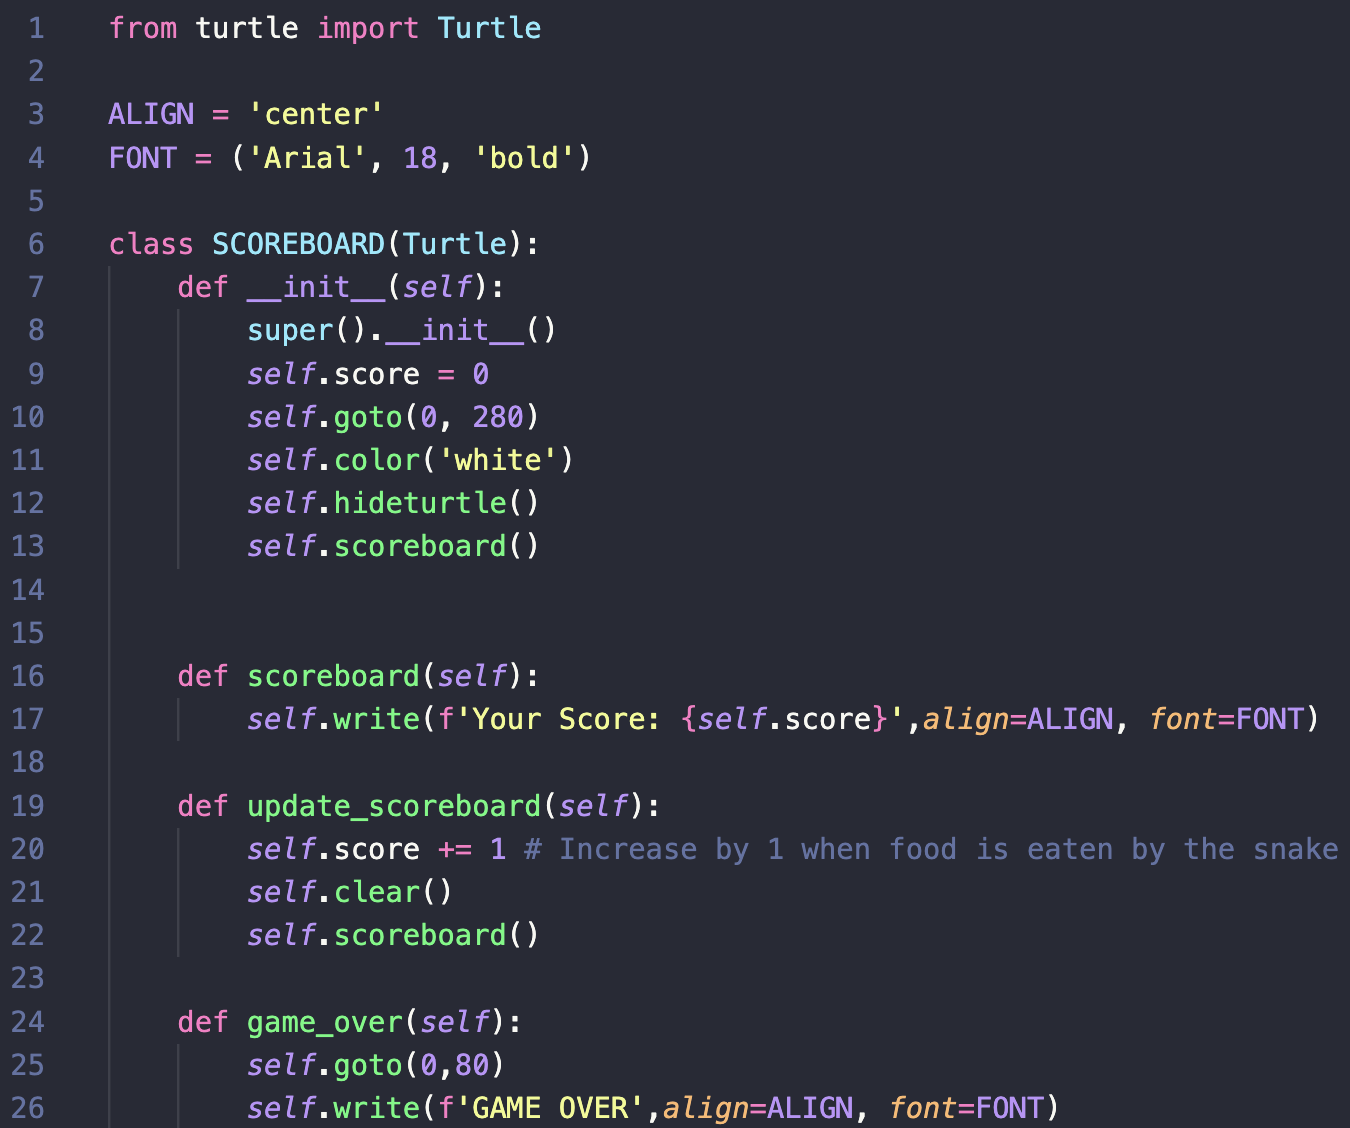 1 from turtle import Turtle
2
3 ALIGN = 'center'
4 FONT = ('Arial', 18, 'bold')
5
6 class SCOREBOARD(Turtle):
7     def __init__(self):
8         super().__init__()
9         self.score = 0
10         self.goto(0, 280)
11         self.color('white')
12         self.hideturtle()
13         self.scoreboard()
14
15
16     def scoreboard(self):
17         self.write(f'Your Score: {self.score}',align=ALIGN, font=FONT)
18
19     def update_scoreboard(self):
20         self.score += 1 # Increase by 1 when food is eaten by the snake
21         self.clear()
22         self.scoreboard()
23
24     def game_over(self):
25         self.goto(0,80)
26         self.write(f'GAME OVER',align=ALIGN, font=FONT)